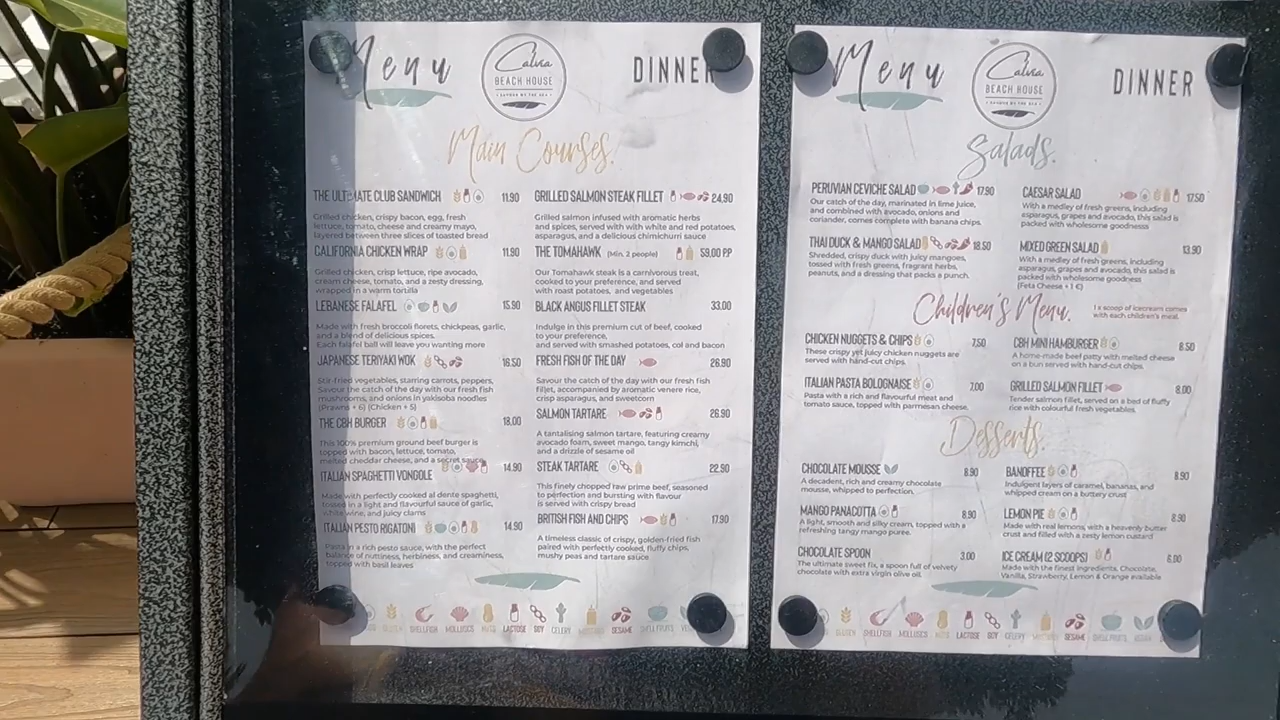 Menu
Calvia
BEACH HOUSE
DINNER
Main Courses.
THE ULTIMATE CLUB SANDWICH 11.90
Grilled chicken, crispy bacon, egg, fresh
lettuce, tomato, cheese and creamy mayo,
layered between three slices of toasted bread
CALIFORNIA CHICKEN WRAP 11.90
Grilled chicken, crisp lettuce, ripe avocado,
cream cheese, tomato, and a zesty dressing,
wrapped in a warm tortilla
LEBANESE FALAFEL 15.90
Made with fresh broccoli florets, chickpeas, garlic,
and a blend of delicious spices.
Each falafel ball will leave you wanting more
JAPANESE TERIYAKI WOK 16.50
Stir-fried vegetables, starring carrots, peppers,
Savour the catch of the day with our fresh fish
mushrooms, and onions in yakisoba noodles
(Prawns + 6) (Chicken + 5)
THE CBH BURGER 18.00
This 100% premium ground beef burger is
topped with bacon, lettuce, tomato,
melted cheddar cheese, and a secret sauce
ITALIAN SPAGHETTI VONGOLE 14.90
Made with perfectly cooked al dente spaghetti,
tossed in a light and flavourful sauce of garlic,
white wine, and juicy clams
ITALIAN PESTO RIGATONI 14.90
Pasta in a rich pesto sauce, with the perfect
balance of nuttiness, herbiness, and creaminess,
topped with basil leaves
GRILLED SALMON STEAK FILLET 24.90
Grilled salmon infused with aromatic herbs
and spices, served with with white and red potatoes,
asparagus, and a delicious chimichurri sauce
THE TOMAHAWK (Min. 2 people) 59.00 PP
Our Tomahawk steak is a carnivorous treat,
cooked to your preference, and served
with roast potatoes, and vegetables
BLACK ANGUS FILLET STEAK 33.00
Indulge in this premium cut of beef, cooked
to your preference,
and served with smashed potatoes, col and bacon
FRESH FISH OF THE DAY 26.90
Savour the catch of the day with our fresh fish
fillet, accompanied by aromatic venere rice,
crisp asparagus, and sweetcorn
SALMON TARTARE 26.90
A tantalising salmon tartare, featuring creamy
avocado foam, sweet mango, tangy kimchi,
and a drizzle of sesame oil
STEAK TARTARE 22.90
This finely chopped raw prime beef, seasoned
to perfection and bursting with flavour
is served with crispy bread
BRITISH FISH AND CHIPS 17.90
A timeless classic of crispy, golden-fried fish
paired with perfectly cooked, fluffy chips,
mushy peas and tartare sauce
GLUTEN SHELLFISH MOLLUSCS NUTS LACTOSE SOY CELERY MUSTARD SESAME SHELL FRUITS
Menu
Calvia
BEACH HOUSE
DINNER
Salads.
PERUVIAN CEVICHE SALAD 17.90
Our catch of the day, marinated in lime juice,
and combined with avocado, onions and
coriander, comes complete with banana chips.
THAI DUCK & MANGO SALAD 18.50
Shredded, crispy duck with juicy mangoes,
tossed with fresh greens, fragrant herbs,
peanuts, and a dressing that packs a punch.
CAESAR SALAD 17.50
With a medley of fresh greens, including
asparagus, grapes and avocado, this salad is
packed with wholesome goodness
MIXED GREEN SALAD 13.90
With a medley of fresh greens, including
asparagus, grapes and avocado, this salad is
packed with wholesome goodness
(Feta Cheese + 1 €)
Children's Menu.
1 x scoop of icecream comes
with each children's meal.
CHICKEN NUGGETS & CHIPS 7.50
These crispy yet juicy chicken nuggets are
served with hand-cut chips.
ITALIAN PASTA BOLOGNAISE 7.00
Pasta with a rich and flavourful meat and
tomato sauce, topped with parmesan cheese.
CBH MINI HAMBURGER 8.50
A home-made beef patty with melted cheese
on a bun served with hand-cut chips.
GRILLED SALMON FILLET 8.00
Tender salmon fillet, served on a bed of fluffy
rice with colourful fresh vegetables.
Desserts.
CHOCOLATE MOUSSE 8.90
A decadent, rich and creamy chocolate
mousse, whipped to perfection.
MANGO PANACOTTA 8.90
A light, smooth and silky cream, topped with a
refreshing tangy mango puree.
CHOCOLATE SPOON 3.00
The ultimate sweet fix, a spoon full of velvety
chocolate with extra virgin olive oil.
BANOFFEE 8.90
Indulgent layers of caramel, bananas, and
whipped cream on a buttery crust
LEMON PIE 8.90
Made with real lemons, with a heavenly butter
crust and filled with a zesty lemon custard
ICE CREAM (2 SCOOPS) 6.00
Made with the finest ingredients, Chocolate,
Vanilla, Strawberry, Lemon & Orange available
GLUTEN SHELLFISH MOLLUSCS NUTS LACTOSE SOY CELERY MUSTARD SESAME SHELL FRUITS VEGAN